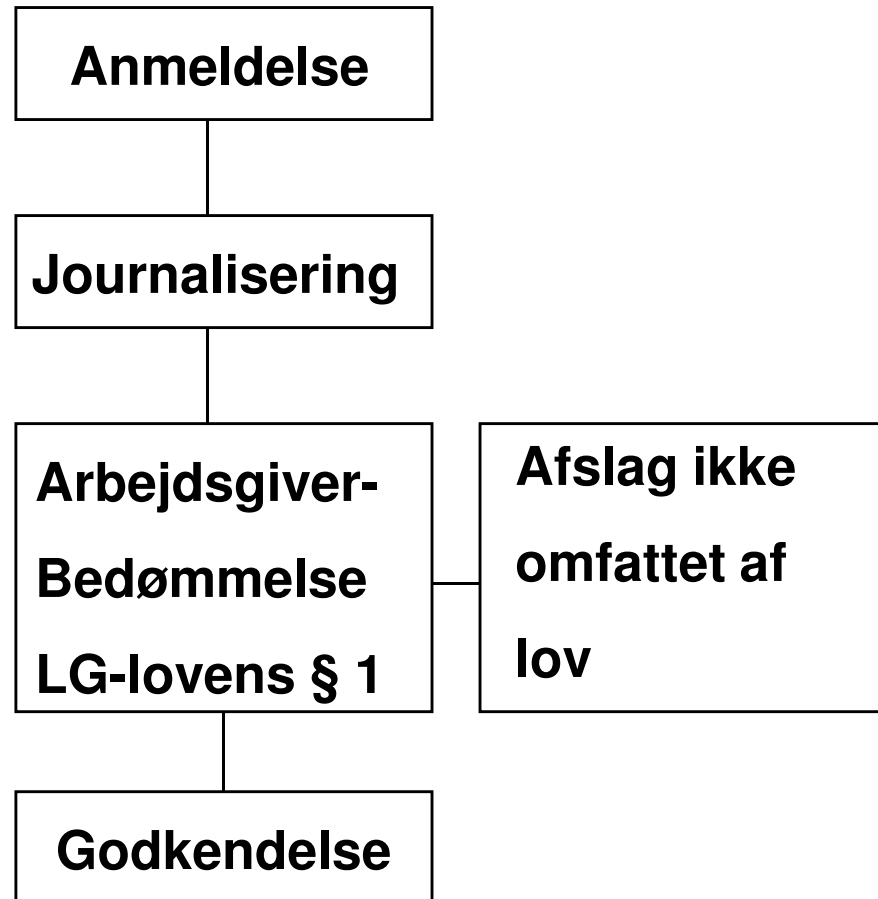 Anmeldelse
Journalisering
Arbejdsgiver-
Bedømmelse
LG-lovens § 1
Afslag ikke
omfattet af
lov
Godkendelse